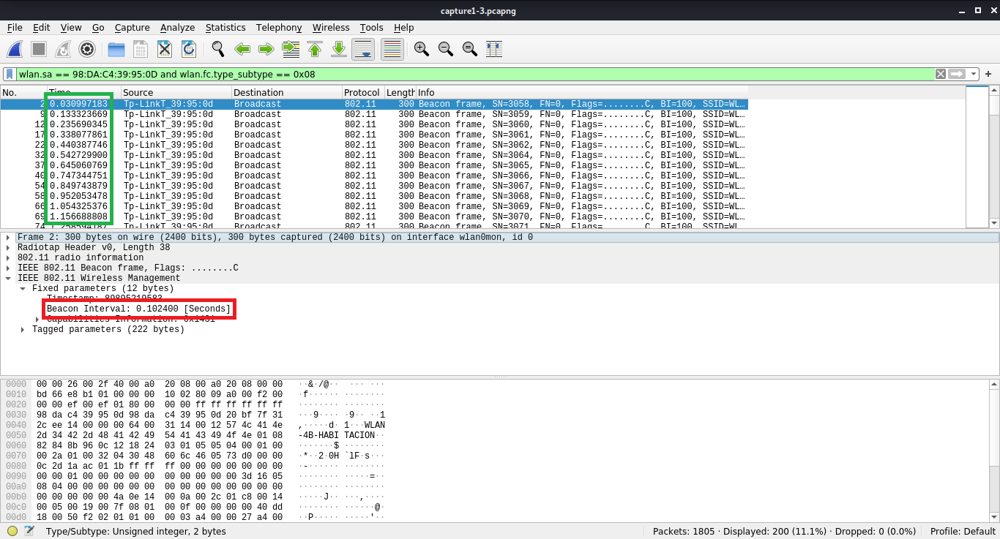 capture1-3.pcapng
File Edit View Go Capture Analyze Statistics Telephony Wireless Tools Help
wlan.sa == 98:DA:C4:39:95:0D and wlan.fc.type_subtype == 0x08
No. Time Source Destination Protocol Length Info
2 0.030997183 Tp-LinkT_39:95:0d Broadcast 802.11 300 Beacon frame, SN=3058, FN=0, Flags=........C, BI=100, SSID=WL…
9 0.133323669 Tp-LinkT_39:95:0d Broadcast 802.11 300 Beacon frame, SN=3059, FN=0, Flags=........C, BI=100, SSID=WL…
12 0.235690345 Tp-LinkT_39:95:0d Broadcast 802.11 300 Beacon frame, SN=3060, FN=0, Flags=........C, BI=100, SSID=WL…
17 0.338077861 Tp-LinkT_39:95:0d Broadcast 802.11 300 Beacon frame, SN=3061, FN=0, Flags=........C, BI=100, SSID=WL…
22 0.440387746 Tp-LinkT_39:95:0d Broadcast 802.11 300 Beacon frame, SN=3062, FN=0, Flags=........C, BI=100, SSID=WL…
32 0.542729900 Tp-LinkT_39:95:0d Broadcast 802.11 300 Beacon frame, SN=3064, FN=0, Flags=........C, BI=100, SSID=WL…
37 0.645060769 Tp-LinkT_39:95:0d Broadcast 802.11 300 Beacon frame, SN=3065, FN=0, Flags=........C, BI=100, SSID=WL…
40 0.747344751 Tp-LinkT_39:95:0d Broadcast 802.11 300 Beacon frame, SN=3066, FN=0, Flags=........C, BI=100, SSID=WL…
54 0.849743879 Tp-LinkT_39:95:0d Broadcast 802.11 300 Beacon frame, SN=3067, FN=0, Flags=........C, BI=100, SSID=WL…
58 0.952053478 Tp-LinkT_39:95:0d Broadcast 802.11 300 Beacon frame, SN=3068, FN=0, Flags=........C, BI=100, SSID=WL…
66 1.054325376 Tp-LinkT_39:95:0d Broadcast 802.11 300 Beacon frame, SN=3069, FN=0, Flags=........C, BI=100, SSID=WL…
69 1.156688808 Tp-LinkT_39:95:0d Broadcast 802.11 300 Beacon frame, SN=3070, FN=0, Flags=........C, BI=100, SSID=WL…
74 1.258594187 Tp-LinkT_39:95:0d Broadcast 802.11 300 Beacon frame, SN=3071, FN=0, Flags=........C, BI=100, SSID=WL…
Frame 2: 300 bytes on wire (2400 bits), 300 bytes captured (2400 bits) on interface wlan0mon, id 0
Radiotap Header v0, Length 38
802.11 radio information
IEEE 802.11 Beacon frame, Flags: ........C
IEEE 802.11 Wireless Management
Fixed parameters (12 bytes)
Timestamp: 89895219583
Beacon Interval: 0.102400 [Seconds]
Capabilities Information: 0x1431
Tagged parameters (222 bytes)
0000 00 00 26 00 2f 40 00 a0 20 08 00 a0 20 08 00 00 ··&·/@·· ··· ···
0010 bd 66 e8 b1 01 00 00 00 10 02 80 09 a0 00 f2 00 ·f······ ········
0020 00 00 ef 00 ef 01 80 00 00 00 ff ff ff ff ff ff ········ ········
0030 98 da c4 39 95 0d 98 da c4 39 95 0d 20 bf 7f 31 ···9···· ·9·· ··1
0040 2c ee 14 00 00 00 64 00 31 14 00 12 57 4c 41 4e ,·····d· 1···WLAN
0050 2d 34 42 2d 48 41 42 49 54 41 43 49 4f 4e 01 08 -4B-HABI TACION··
0060 82 84 8b 96 0c 12 18 24 03 01 05 05 04 00 01 00 ·······$ ········
0070 00 2a 01 00 32 04 30 48 60 6c 46 05 73 d0 00 00 ·*··2·0H `lF·s···
0080 0c 2d 1a ac 01 1b ff ff ff 00 00 00 00 00 00 00 ·-······ ········
0090 00 00 01 00 00 00 00 00 00 00 00 00 00 3d 16 05 ········ ·····=··
00a0 08 04 00 00 00 00 00 00 00 00 00 00 00 00 00 00 ········ ········
00b0 00 00 00 00 00 4a 0e 14 00 0a 00 2c 01 c8 00 14 ·····J·· ···,····
00c0 00 05 00 19 00 7f 08 01 00 0f 00 00 00 00 40 dd ········ ······@·
00d0 18 00 50 f2 02 01 01 00 00 03 a4 00 00 27 a4 00 ··P····· ·····'··
Type/Subtype: Unsigned integer, 2 bytes
Packets: 1805 · Displayed: 200 (11.1%) · Dropped: 0 (0.0%)
Profile: Default